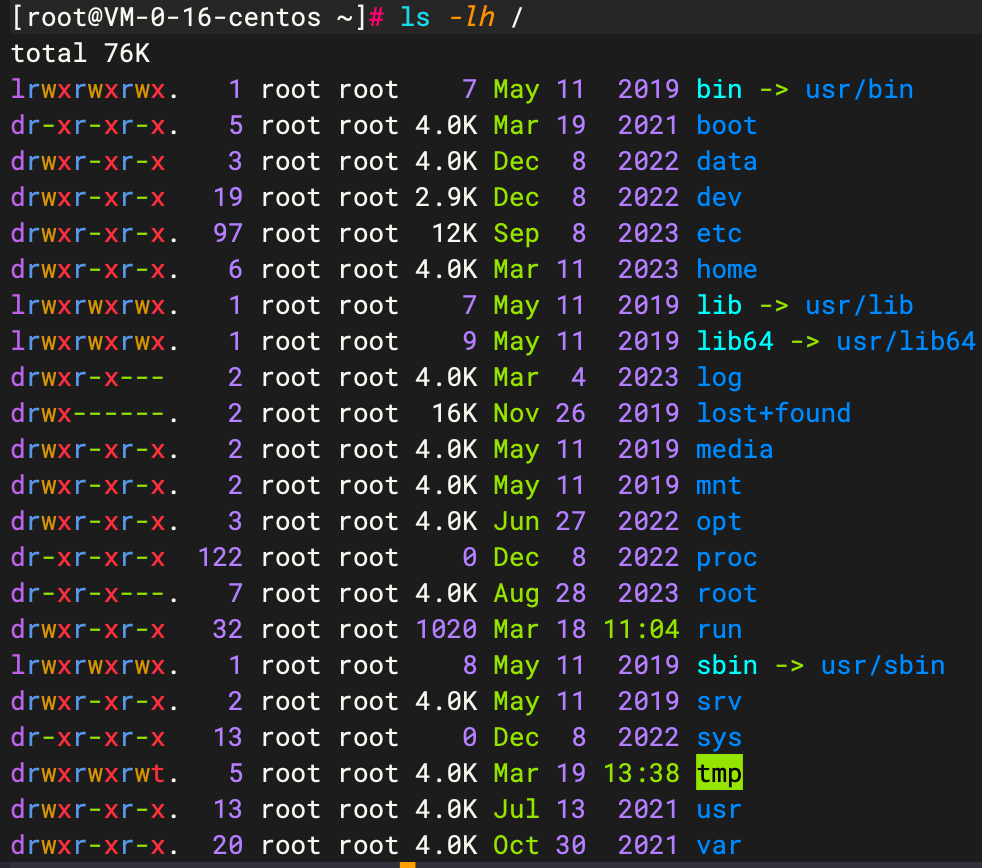 [root@VM-0-16-centos ~]# ls -lh /
total 76K
lrwxrwxrwx.   1 root root    7 May 11  2019 bin -> usr/bin
dr-xr-xr-x.   5 root root 4.0K Mar 19  2021 boot
drwxr-xr-x    3 root root 4.0K Dec  8  2022 data
drwxr-xr-x   19 root root 2.9K Dec  8  2022 dev
drwxr-xr-x.  97 root root  12K Sep  8  2023 etc
drwxr-xr-x.   6 root root 4.0K Mar 11  2023 home
lrwxrwxrwx.   1 root root    7 May 11  2019 lib -> usr/lib
lrwxrwxrwx.   1 root root    9 May 11  2019 lib64 -> usr/lib64
drwxr-x---    2 root root 4.0K Mar  4  2023 log
drwx------.   2 root root  16K Nov 26  2019 lost+found
drwxr-xr-x.   2 root root 4.0K May 11  2019 media
drwxr-xr-x.   2 root root 4.0K May 11  2019 mnt
drwxr-xr-x.   3 root root 4.0K Jun 27  2022 opt
dr-xr-xr-x  122 root root    0 Dec  8  2022 proc
dr-xr-x---.   7 root root 4.0K Aug 28  2023 root
drwxr-xr-x   32 root root 1020 Mar 18 11:04 run
lrwxrwxrwx.   1 root root    8 May 11  2019 sbin -> usr/sbin
drwxr-xr-x.   2 root root 4.0K May 11  2019 srv
dr-xr-xr-x   13 root root    0 Dec  8  2022 sys
drwxrwxrwt.   5 root root 4.0K Mar 19 13:38 tmp
drwxr-xr-x.  13 root root 4.0K Jul 13  2021 usr
drwxr-xr-x.  20 root root 4.0K Oct 30  2021 var